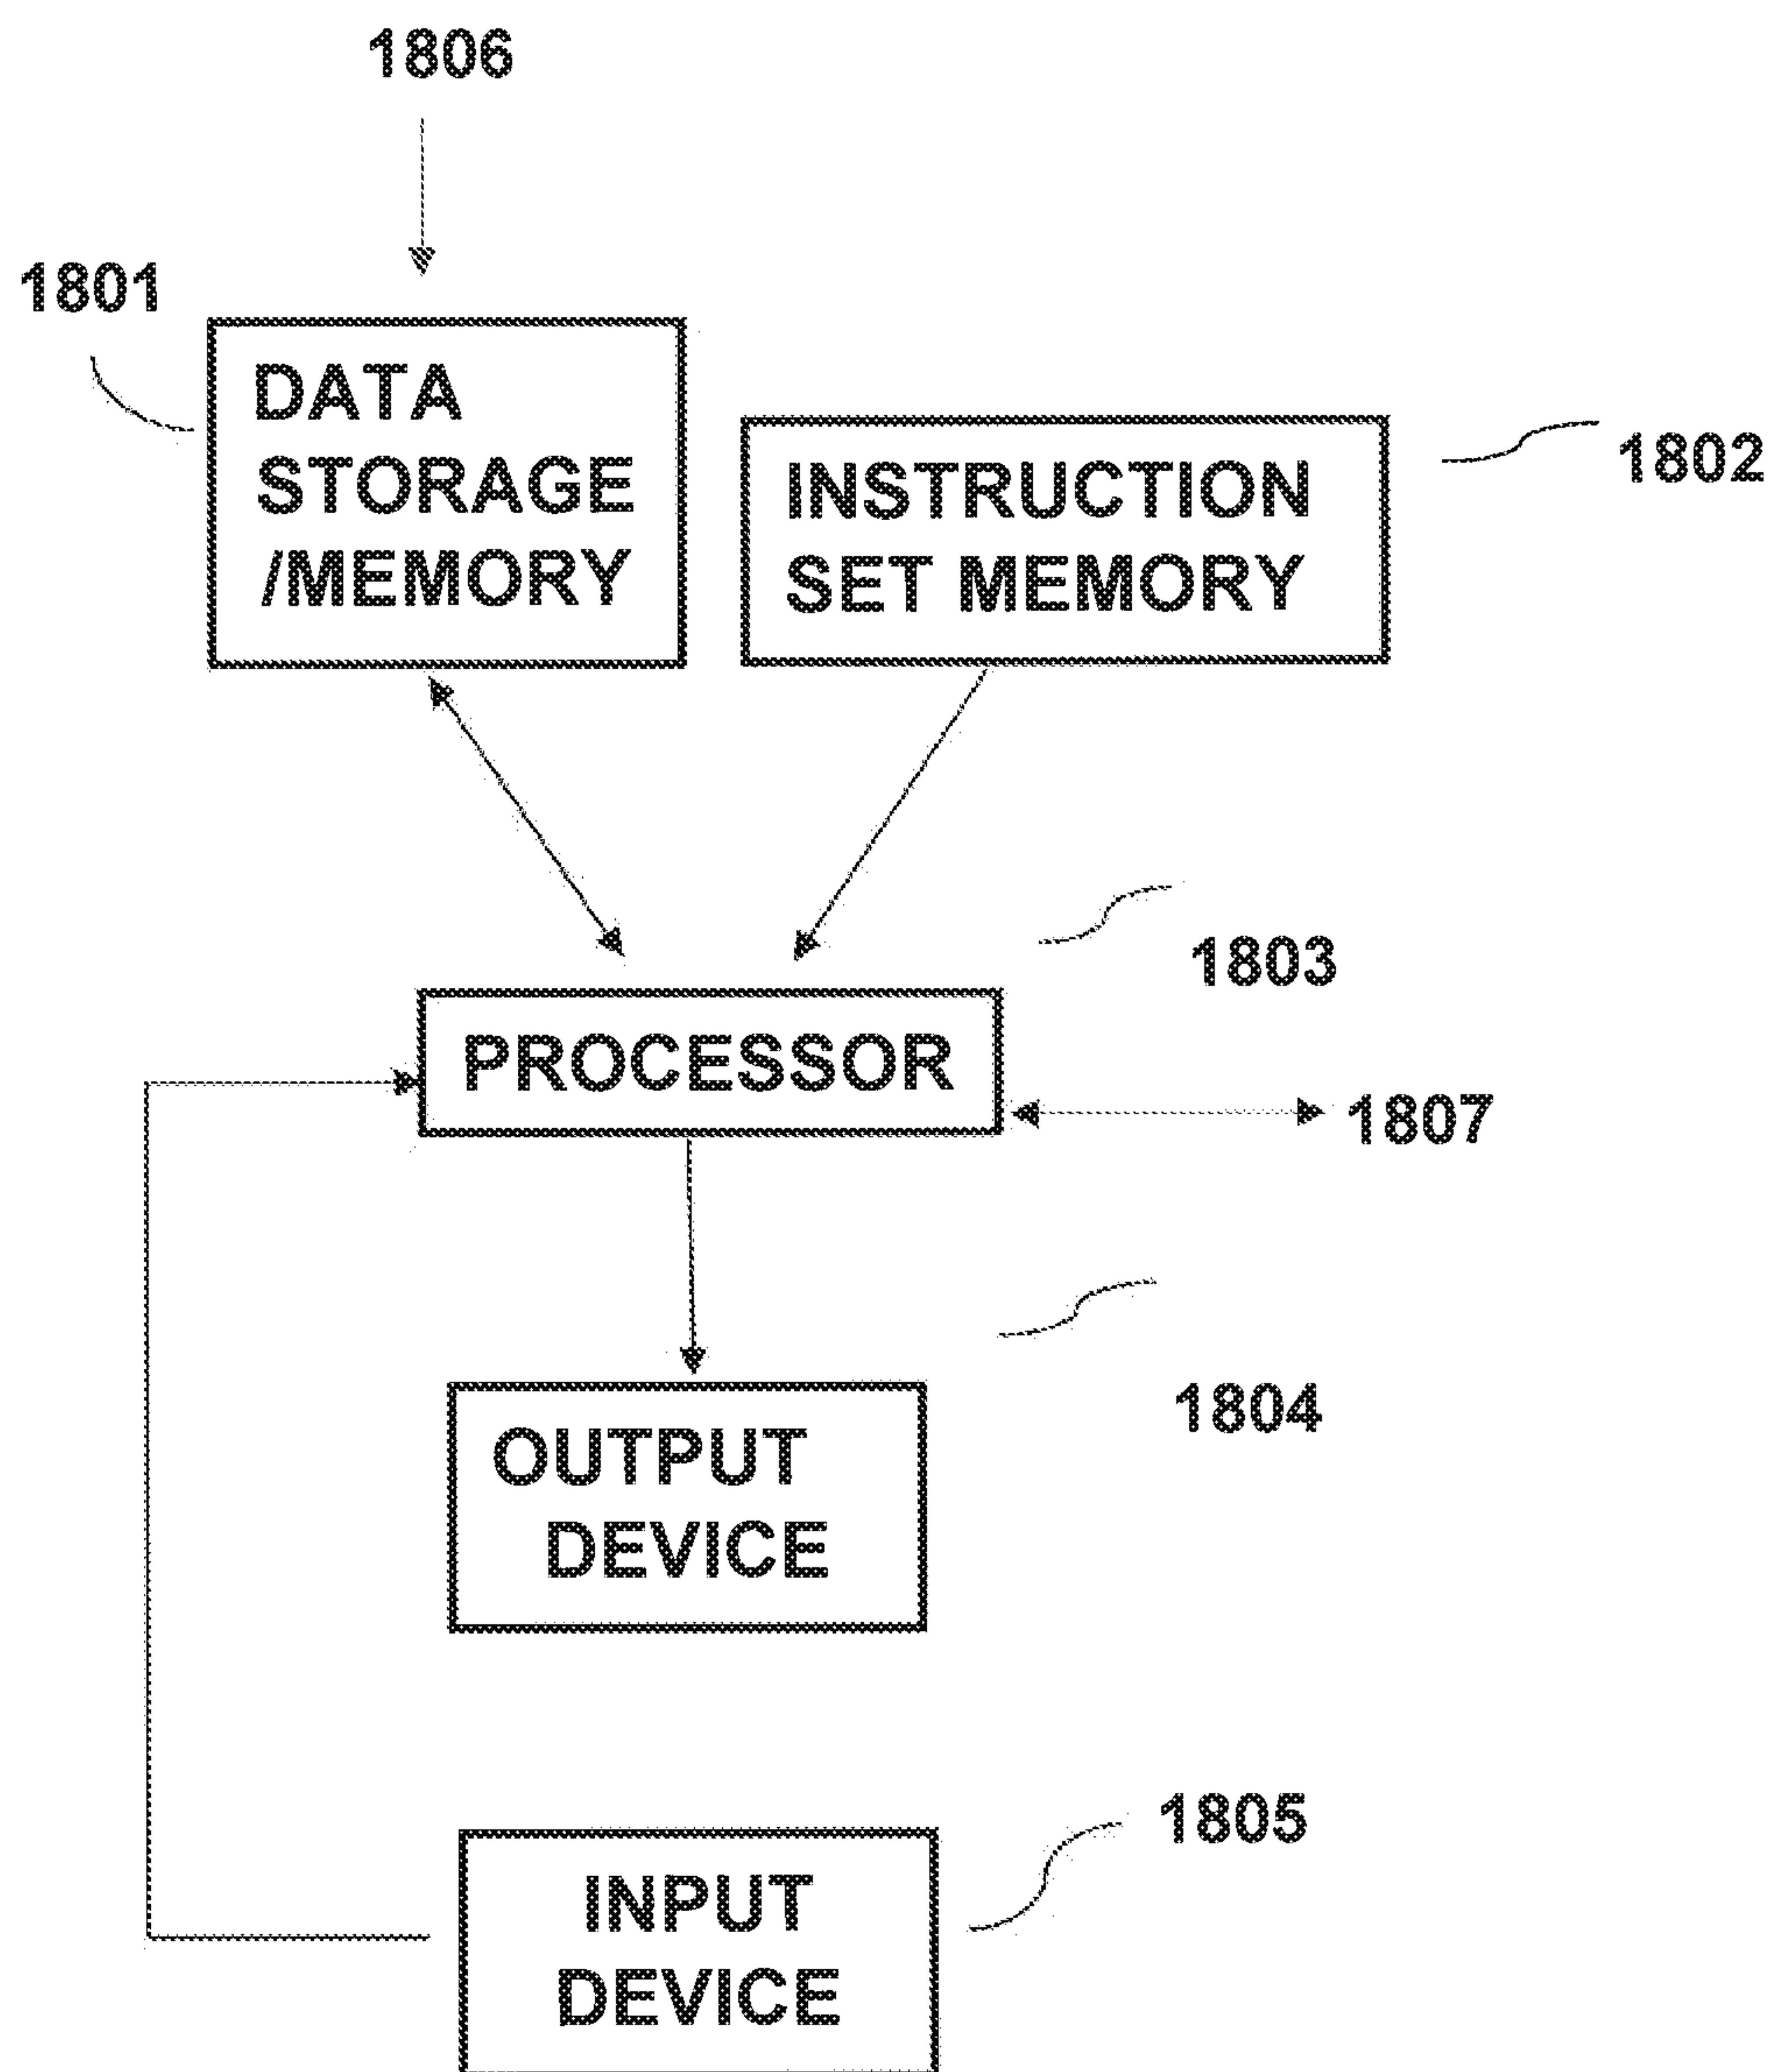 1806
1801
DATA
STORAGE
/MEMORY
1802
INSTRUCTION
SET MEMORY
1803
PROCESSOR
1807
1804
OUTPUT
DEVICE
1805
INPUT
DEVICE